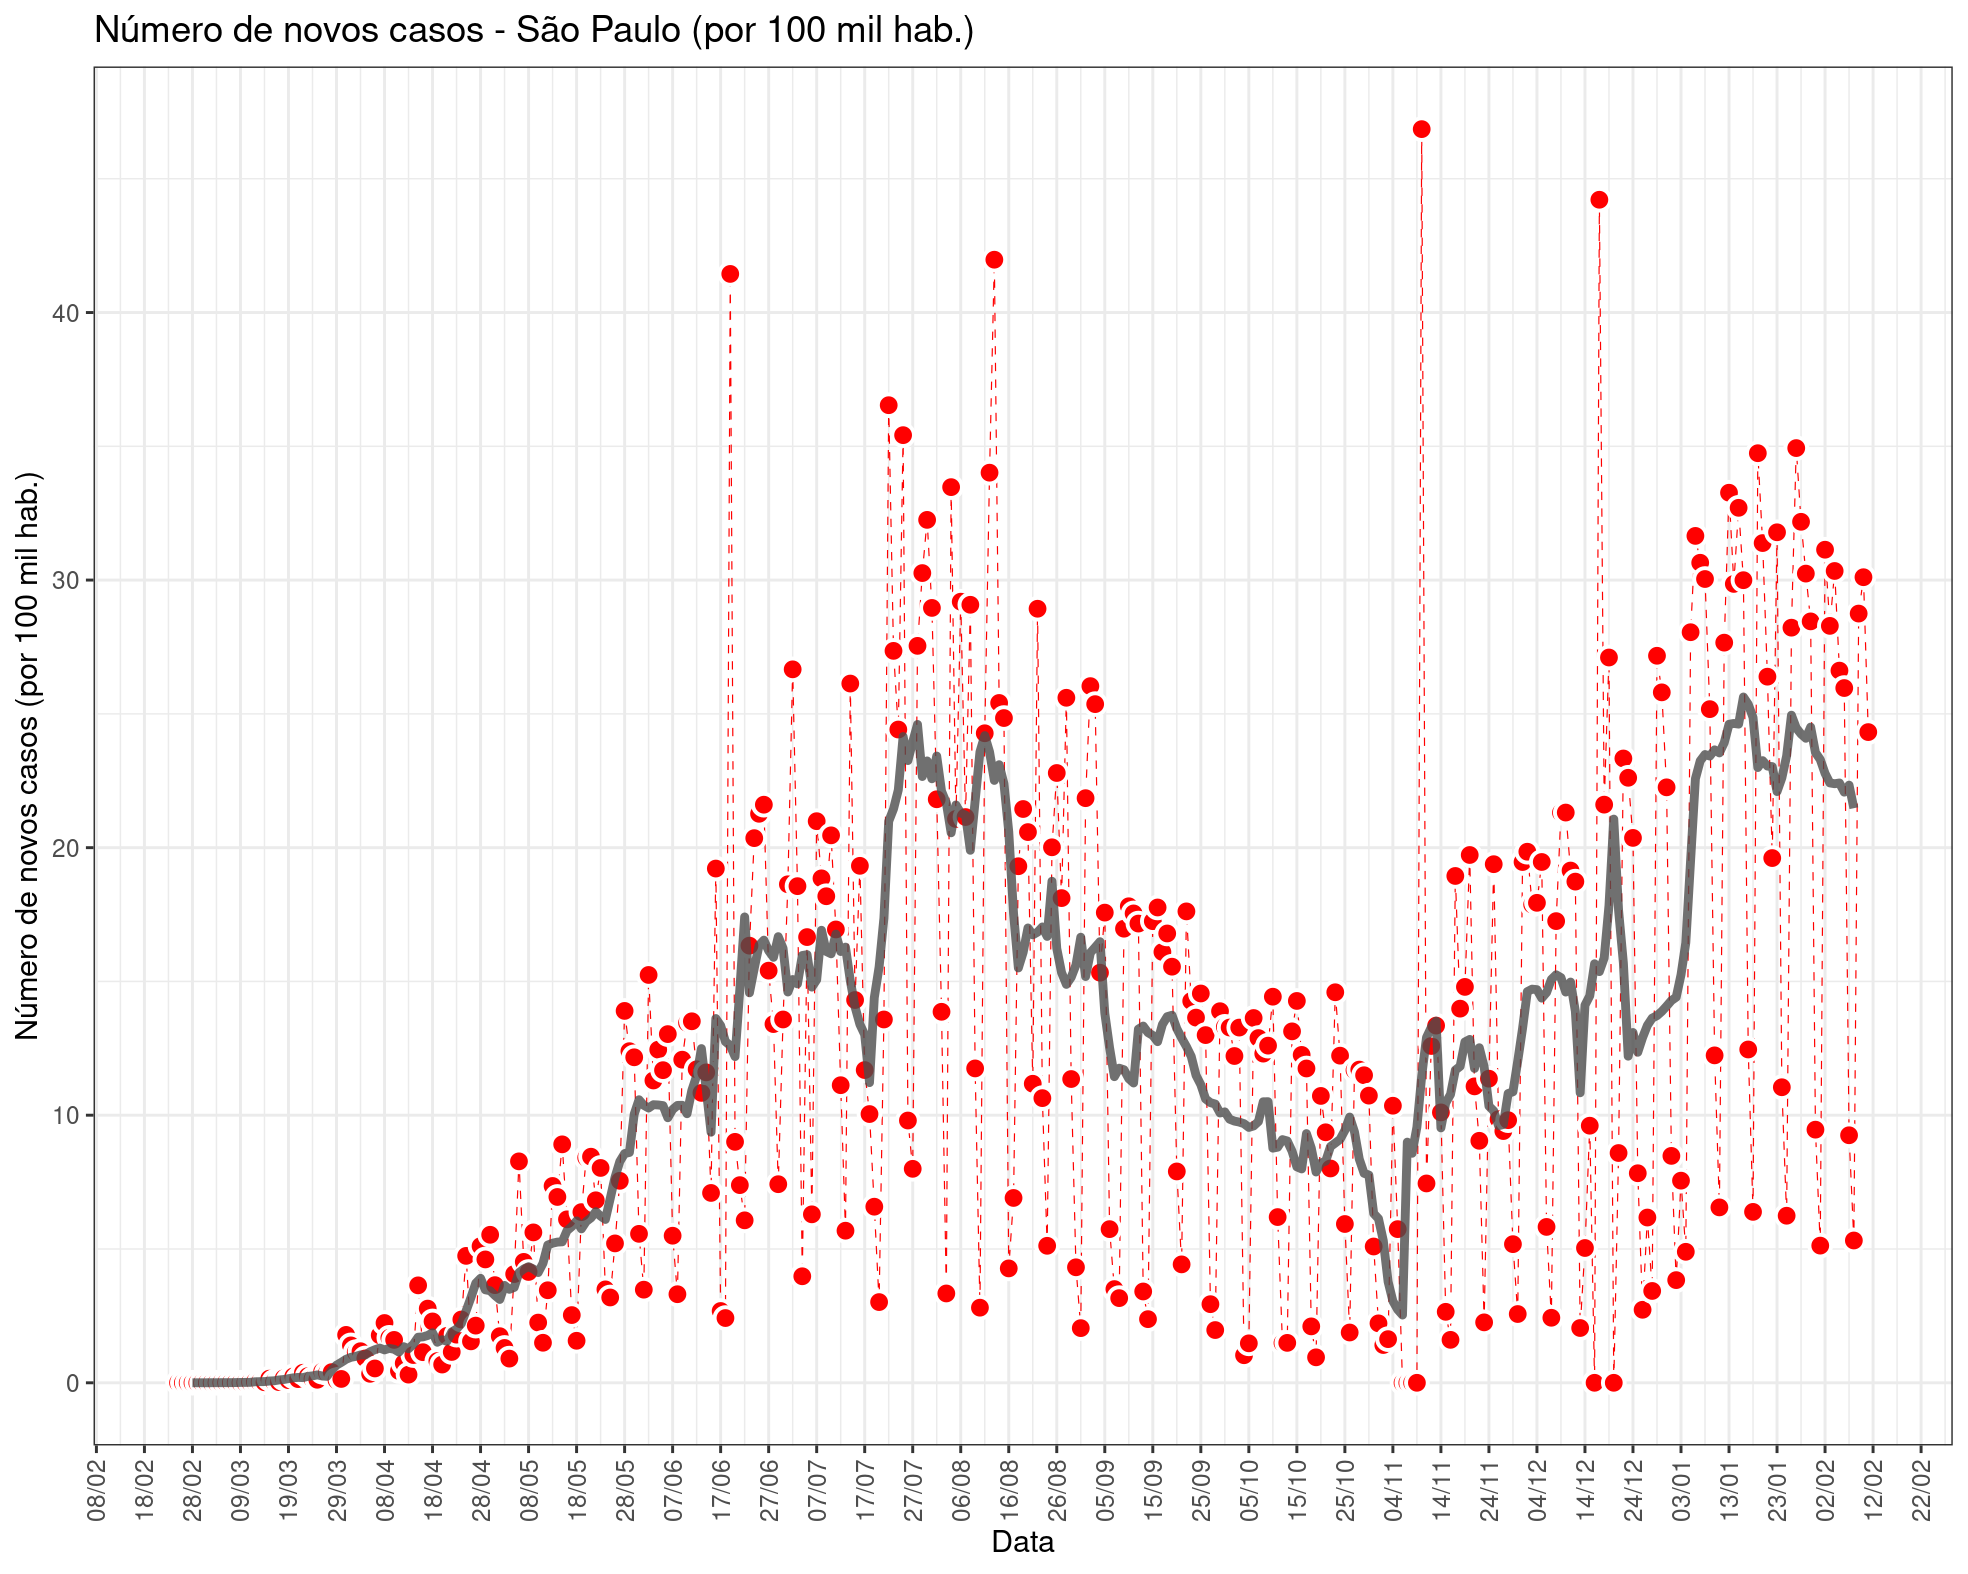 Número de novos casos - São Paulo (por 100 mil hab.)
Número de novos casos (por 100 mil hab.)
40
30
20
10
0
08/02 18/02 28/02 09/03 19/03 29/03 08/04 18/04 28/04 08/05 18/05 28/05 07/06 17/06 27/06 07/07 17/07 27/07 06/08 16/08 26/08 05/09 15/09 25/09 05/10 15/10 25/10 04/11 14/11 24/11 04/12 14/12 24/12 03/01 13/01 23/01 02/02 12/02 22/02
Data